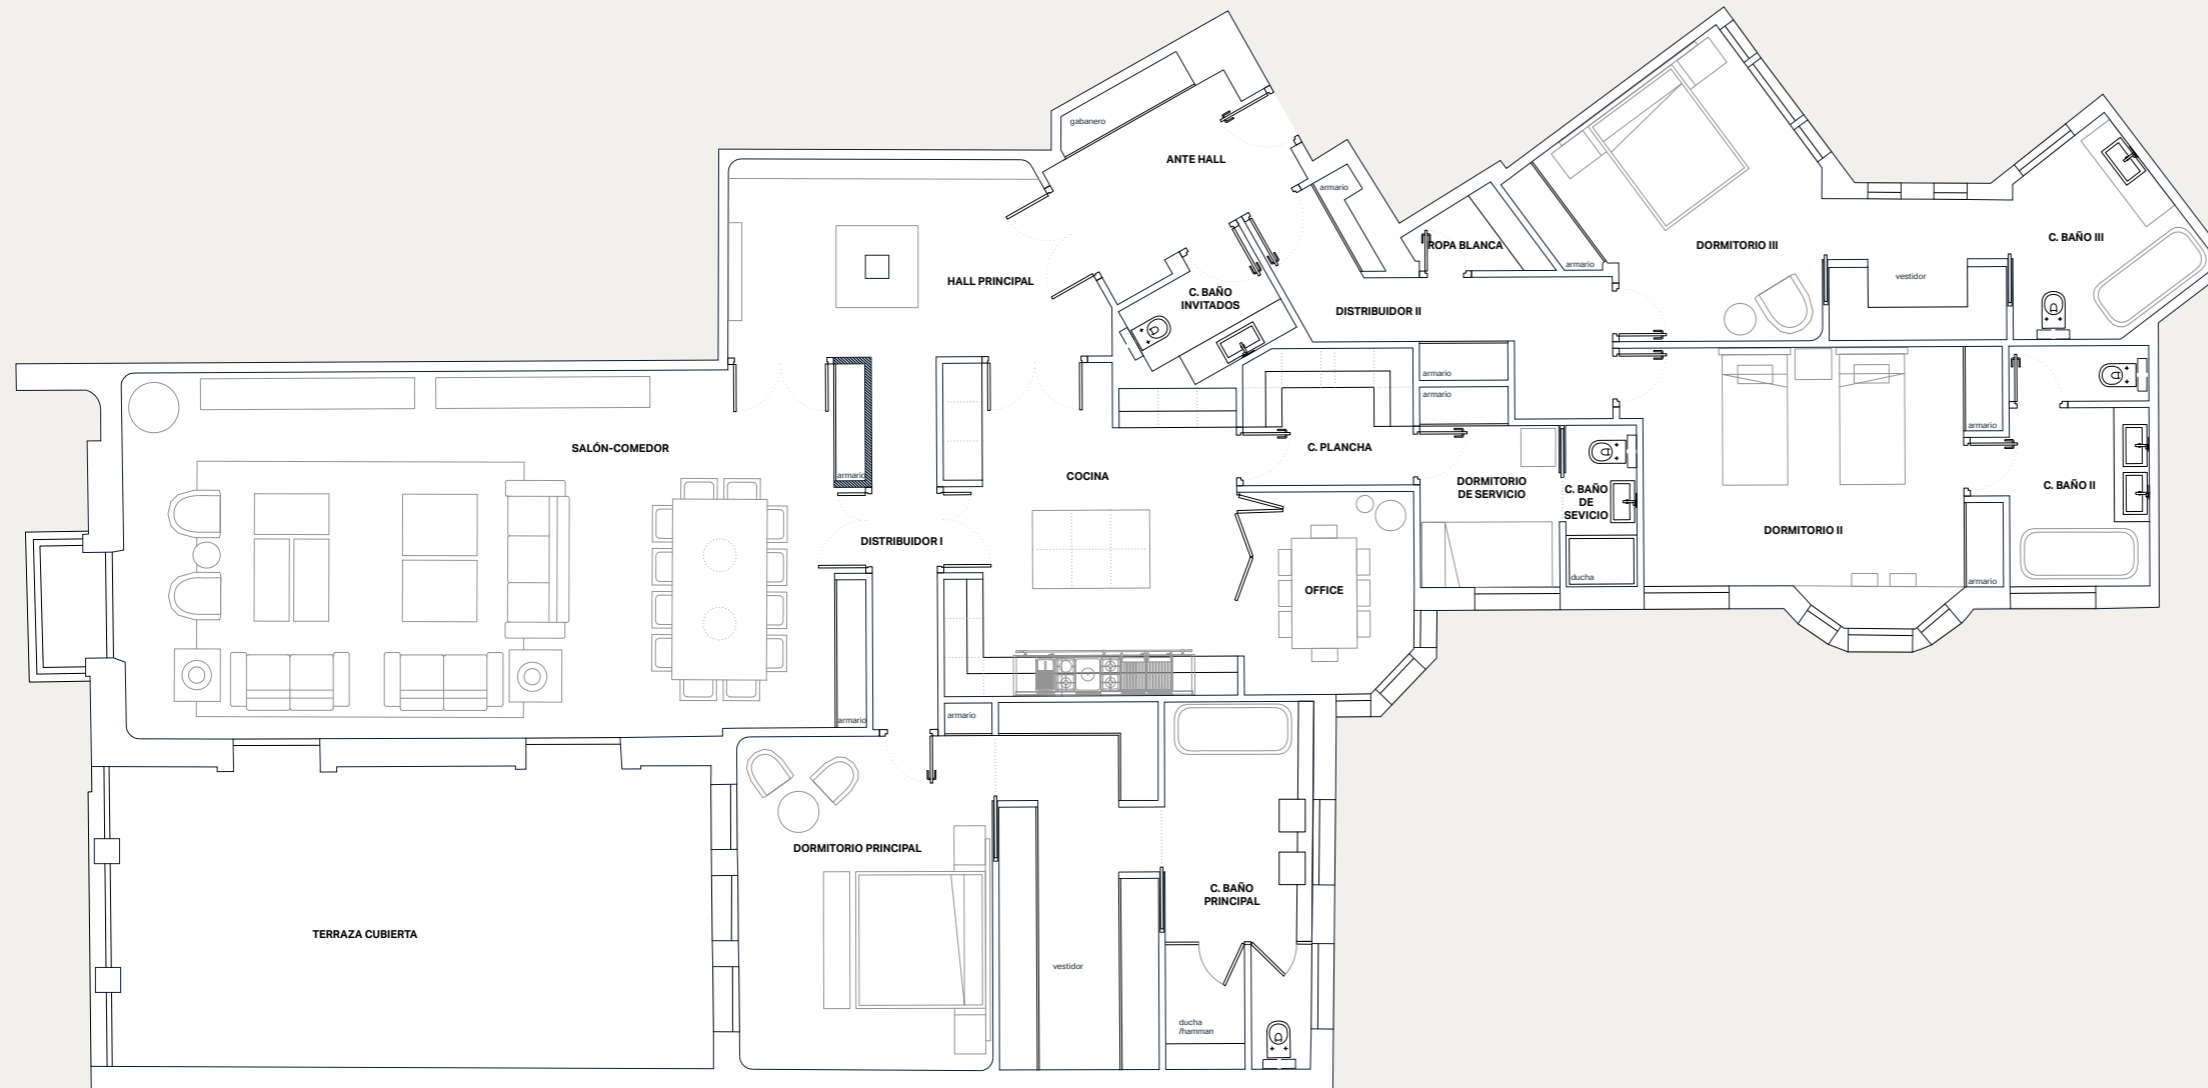 gabanero
ANTE HALL
armario
ROPA BLANCA
armario
DORMITORIO III
C. BAÑO III
vestidor
HALL PRINCIPAL
C. BAÑO
INVITADOS
DISTRIBUIDOR II
armario
armario
armario
SALÓN-COMEDOR
armario
COCINA
C. PLANCHA
DORMITORIO
DE SERVICIO
C. BAÑO
DE
SEVICIO
C. BAÑO II
DORMITORIO II
DISTRIBUIDOR I
OFFICE
ducha
armario
armario
armario
DORMITORIO PRINCIPAL
C. BAÑO
PRINCIPAL
TERRAZA CUBIERTA
vestidor
ducha
/hamman